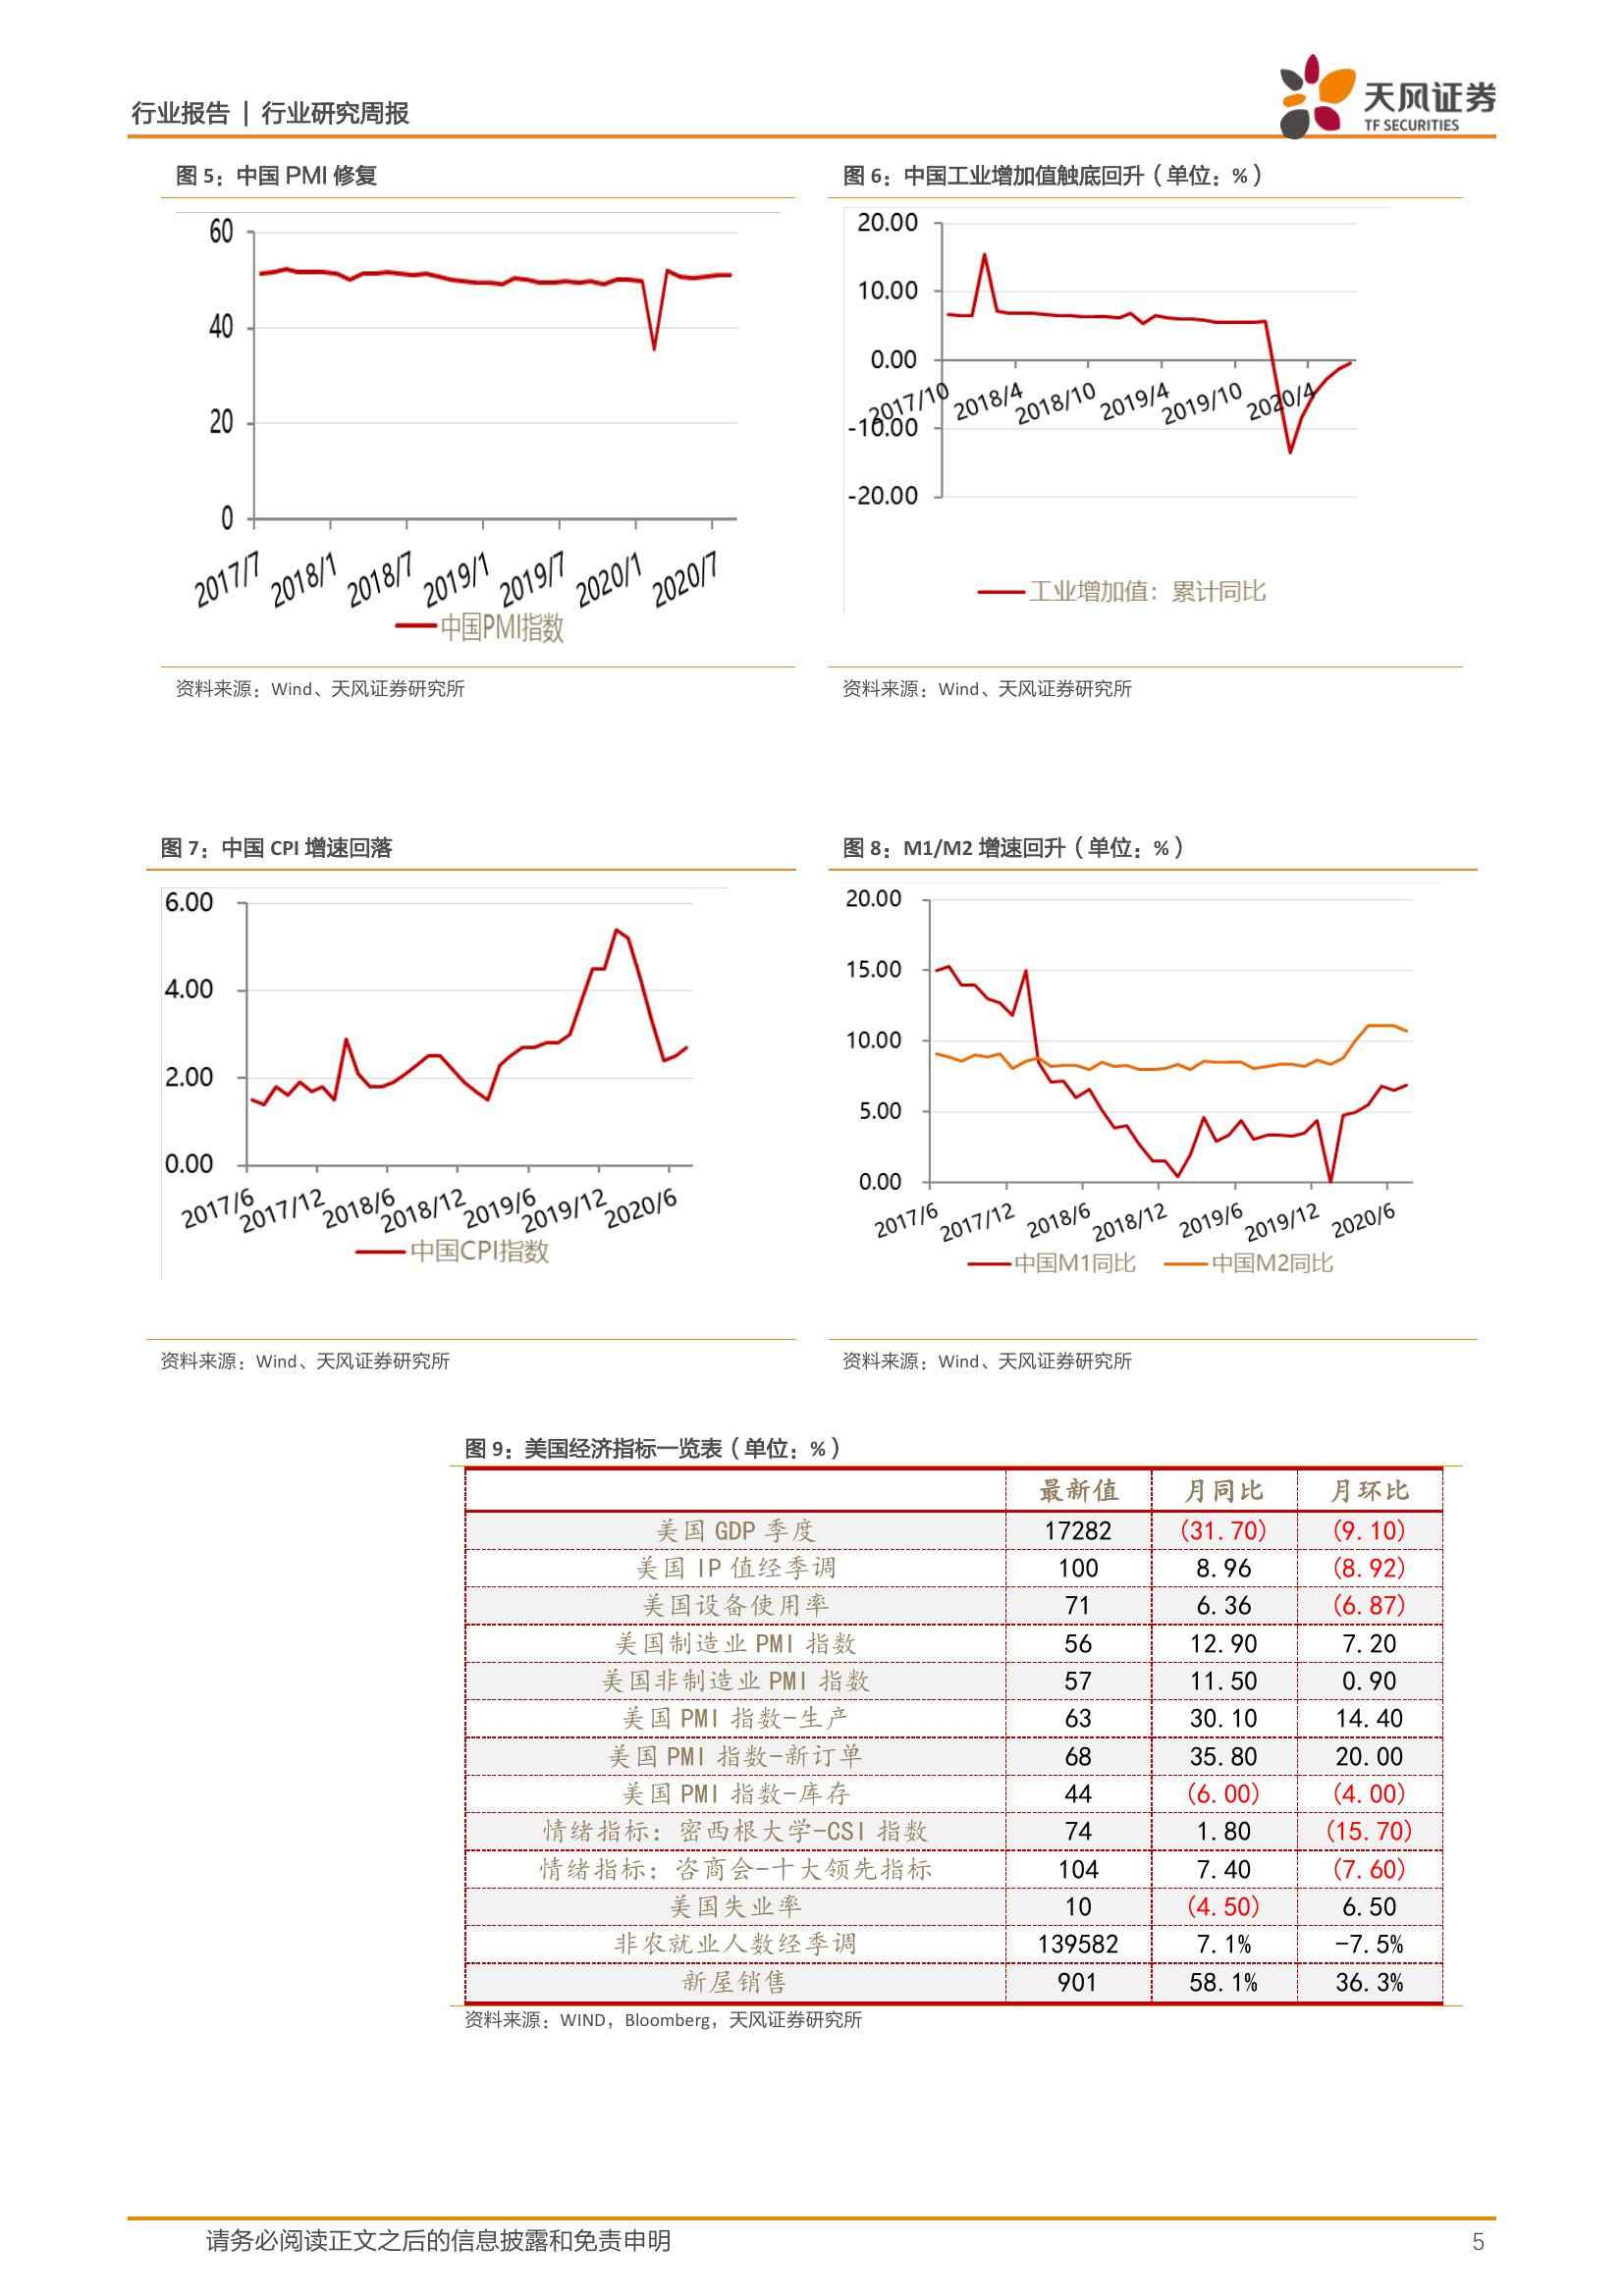 行业报告 | 行业研究周报
天风证券
TF SECURITIES
图 5：中国 PMI 修复
60
40
20
0
2017/7 2018/1 2018/7 2019/1 2019/7 2020/1 2020/7
中国PMI指数
资料来源：Wind、天风证券研究所
图 6：中国工业增加值触底回升（单位：%）
20.00
10.00
0.00
-10.00
-20.00
2017/10 2018/4 2018/10 2019/4 2019/10 2020/4
工业增加值：累计同比
资料来源：Wind、天风证券研究所
图 7：中国 CPI 增速回落
6.00
4.00
2.00
0.00
2017/6 2017/12 2018/6 2018/12 2019/6 2019/12 2020/6
中国CPI指数
资料来源：Wind、天风证券研究所
图 8：M1/M2 增速回升（单位：%）
20.00
15.00
10.00
5.00
0.00
2017/6 2017/12 2018/6 2018/12 2019/6 2019/12 2020/6
中国M1同比 中国M2同比
资料来源：Wind、天风证券研究所
图 9：美国经济指标一览表（单位：%）
最新值 月同比 月环比
美国 GDP 季度 17282 (31.70) (9.10)
美国 IP 值经季调 100 8.96 (8.92)
美国设备使用率 71 6.36 (6.87)
美国制造业 PMI 指数 56 12.90 7.20
美国非制造业 PMI 指数 57 11.50 0.90
美国 PMI 指数-生产 63 30.10 14.40
美国 PMI 指数-新订单 68 35.80 20.00
美国 PMI 指数-库存 44 (6.00) (4.00)
情绪指标：密西根大学-CSI 指数 74 1.80 (15.70)
情绪指标：咨商会-十大领先指标 104 7.40 (7.60)
美国失业率 10 (4.50) 6.50
非农就业人数经季调 139582 7.1% -7.5%
新屋销售 901 58.1% 36.3%
资料来源：WIND，Bloomberg，天风证券研究所
请务必阅读正文之后的信息披露和免责申明 5